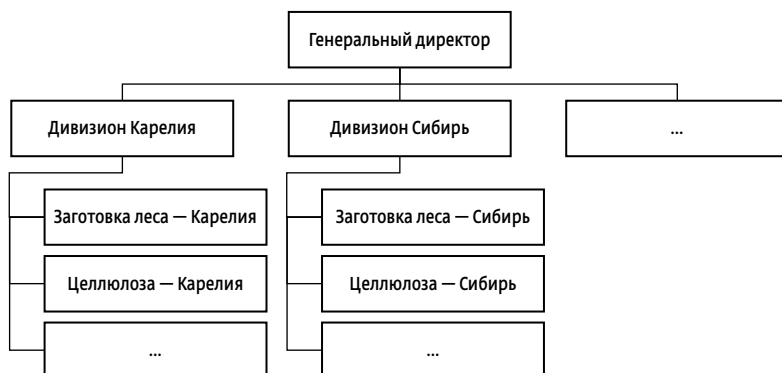 Генеральный директор
Дивизион Карелия
Дивизион Сибирь
...
Заготовка леса — Карелия
Заготовка леса — Сибирь
Целлюлоза — Карелия
Целлюлоза — Сибирь
...
...